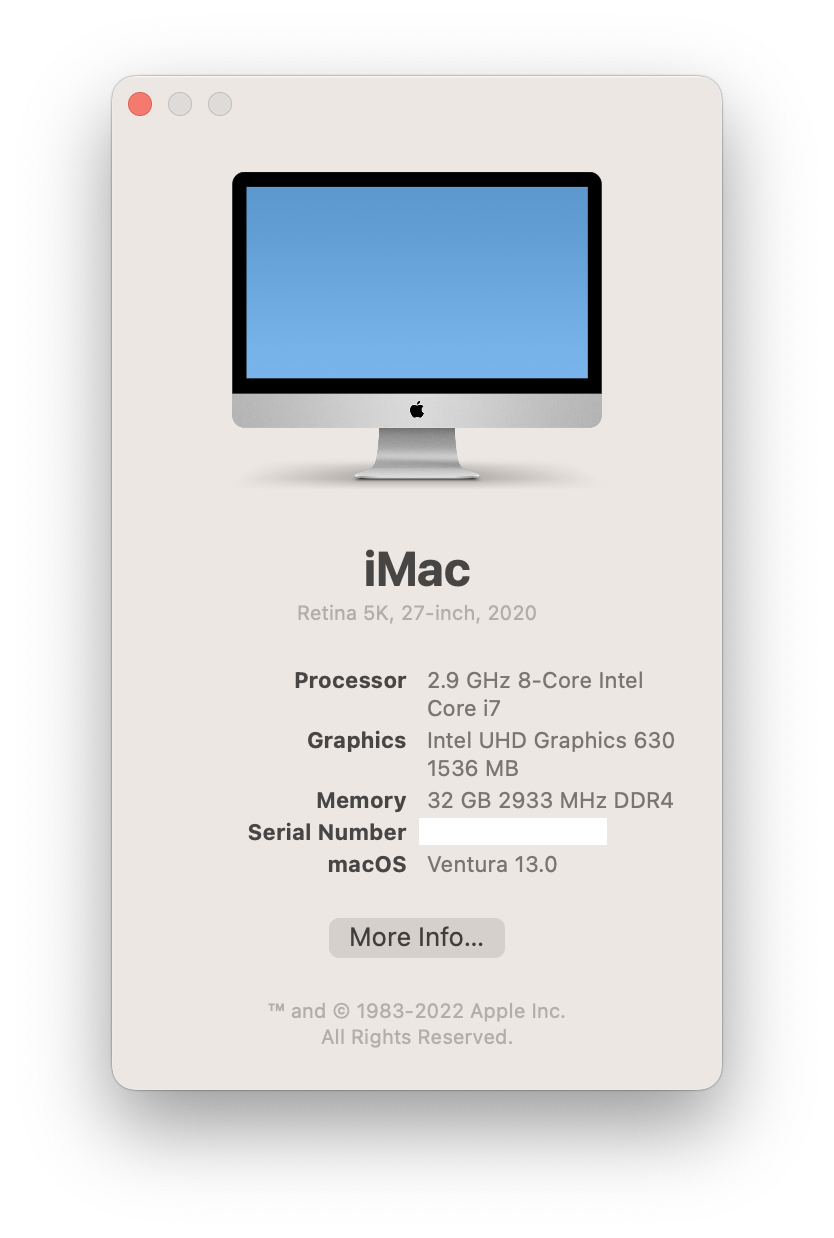 iMac
Retina 5K, 27-inch, 2020
Processor 2.9 GHz 8-Core Intel
Core i7
Graphics Intel UHD Graphics 630
1536 MB
Memory 32 GB 2933 MHz DDR4
Serial Number
macOS Ventura 13.0
More Info...
™ and © 1983-2022 Apple Inc.
All Rights Reserved.